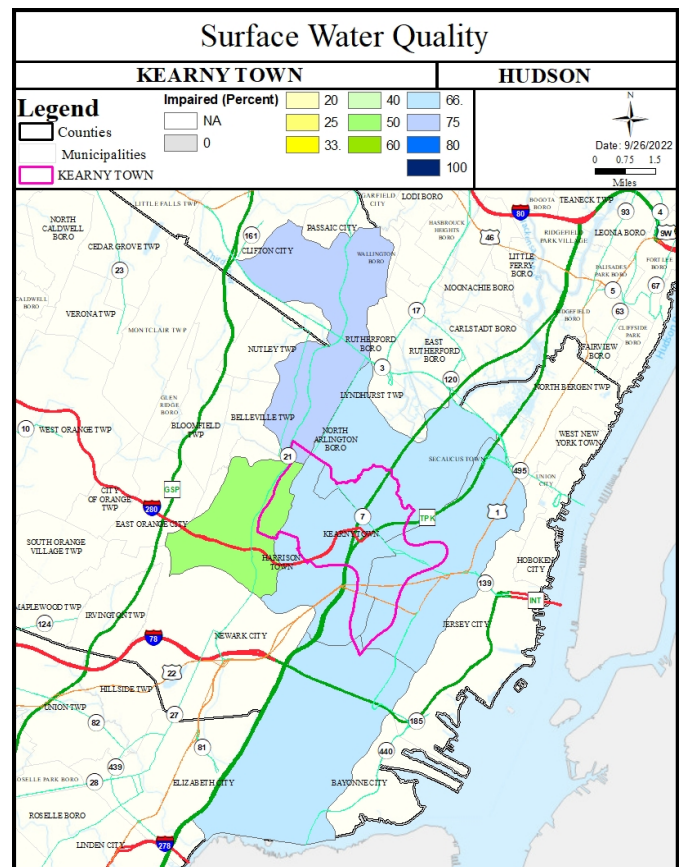 Surface Water Quality
KEARNY TOWN
HUDSON
Legend
Counties
Municipalities
KEARNY TOWN
Impaired (Percent)
NA
0
20
25
33.
40
50
60
66.
75
80
100
N
Date: 9/26/2022
0 0.75 1.5
Miles
LITTLE FALLS TWP
GARFIELD
CITY
LODI BORO
BOGOTA
BORO
TEANECK TWP
NORTH
CALDWELL
BORO
CEDAR GROVE TWP
161
CLIFTON CITY
PASSAIC CITY
WALLINGTON
BORO
HASBROUCK
HEIGHTS
BORO
46
80
RIDGEFIELD
PARK VILLAGE
93
4
LEONIA BORO
9W
23
LITTLE
FERRY
BORO
PALISADES
PARK BORO
FORT LEE
BORO
67
5
CALDWELL
BORO
VERONA TWP
MOONACHIE BORO
17
63
RIDGEFIELD
BORO
CLIFFSIDE
PARK
BORO
Hudson
MONTCLAIR TWP
NUTLEY TWP
RUTHERFORD
BORO
EAST
RUTHERFORD
BORO
CARLSTADT BORO
FAIRVIEW
BORO
3
120
GLEN
RIDGE
BORO
LYNDHURST TWP
NORTH BERGEN TWP
10
WEST ORANGE TWP
BLOOMFIELD
TWP
BELLEVILLE TWP
NORTH
ARLINGTON
BORO
WEST NEW
YORK TOWN
21
SECAUCUS TOWN
495
UNION
CITY
GSP
CITY
OF ORANGE
TWP
280
EAST ORANGE CITY
7
TPK
1
KEARNY TOWN
SOUTH ORANGE
VILLAGE TWP
HARRISON
TOWN
HOBOKEN
CITY
139
INT
MAPLEWOOD TWP
124
IRVINGTON TWP
78
NEWARK CITY
JERSEY CITY
22
HILLSIDE TWP
UNION TWP
82
27
185
81
440
439
ROSELLE PARK BORO
28
ELIZABETH CITY
BAYONNE CITY
ROSELLE BORO
LINDEN CITY
278